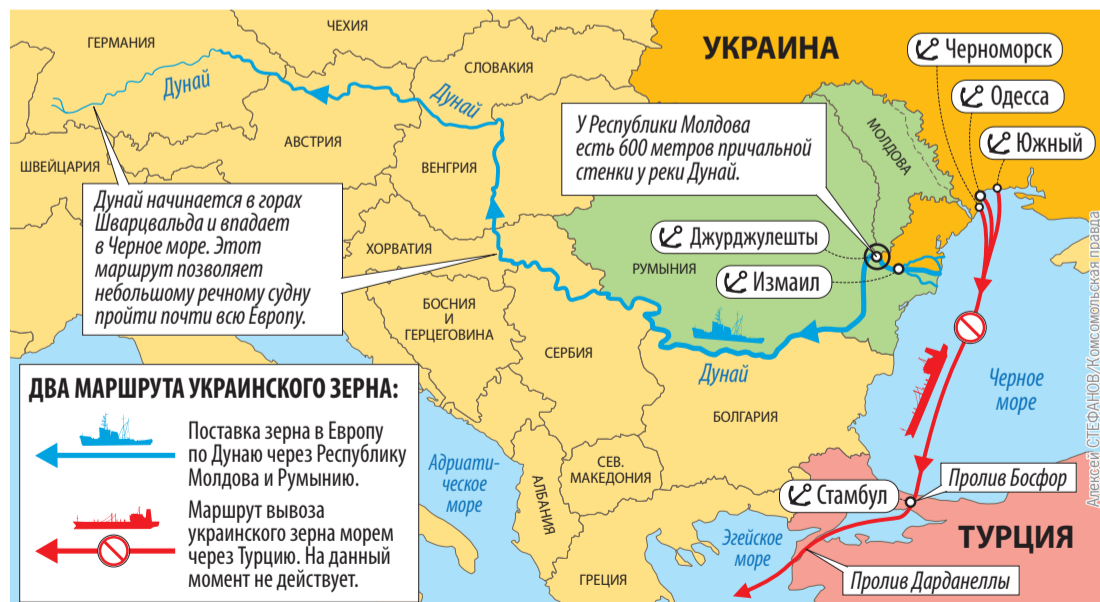 ГЕРМАНИЯ
ЧЕХИЯ
СЛОВАКИЯ
УКРАИНА
Черноморск
Одесса
Южный
Дунай
Дунай
АВСТРИЯ
ВЕНГРИЯ
ШВЕЙЦАРИЯ
У Республики Молдова
есть 600 метров причальной
стенки у реки Дунай.
МОЛДОВА
Дунай начинается в горах
Шварцвальда и впадает
в Черное море. Этот
маршрут позволяет
небольшому речному судну
пройти почти всю Европу.
ХОРВАТИЯ
Джурджулешты
РУМЫНИЯ
Измаил
БОСНИЯ
И
ГЕРЦЕГОВИНА
СЕРБИЯ
Дунай
Черное
море
БОЛГАРИЯ
ДВА МАРШРУТА УКРАИНСКОГО ЗЕРНА:
Поставка зерна в Европу
по Дунаю через Республику
Молдова и Румынию.
Маршрут вывоза
украинского зерна морем
через Турцию. На данный
момент не действует.
Адриати-
ческое
море
АЛБАНИЯ
СЕВ.
МАКЕДОНИЯ
Стамбул
Пролив Босфор
ТУРЦИЯ
Эгейское
море
ГРЕЦИЯ
Пролив Дарданеллы
Алексей СТЕФАНОВ/Комсомольская правда